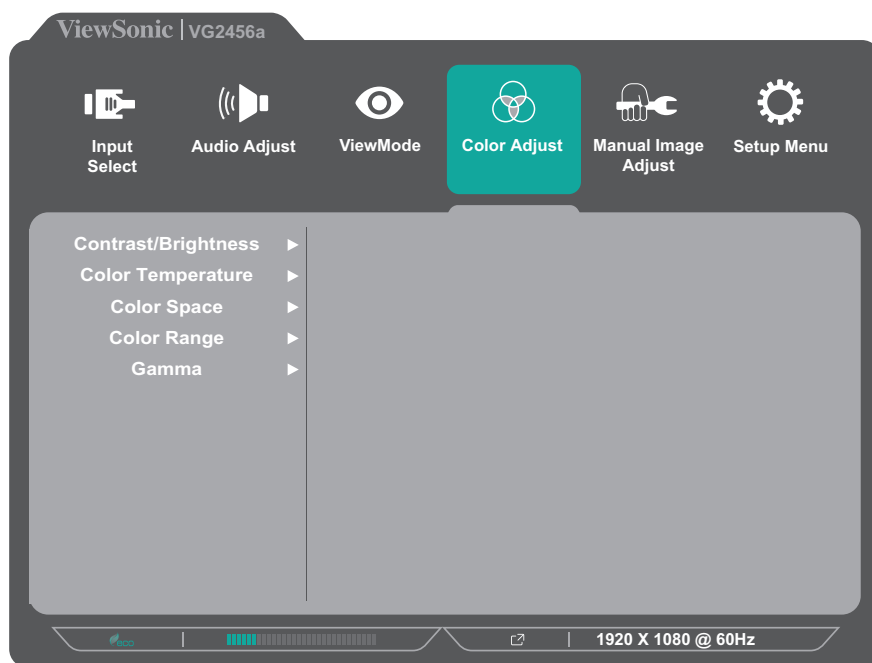 ViewSonic | VG2456a
Input
Select
Audio Adjust
ViewMode
Color Adjust
Manual Image
Adjust
Setup Menu
Contrast/Brightness
Color Temperature
Color Space
Color Range
Gamma
eco
1920 X 1080 @ 60Hz